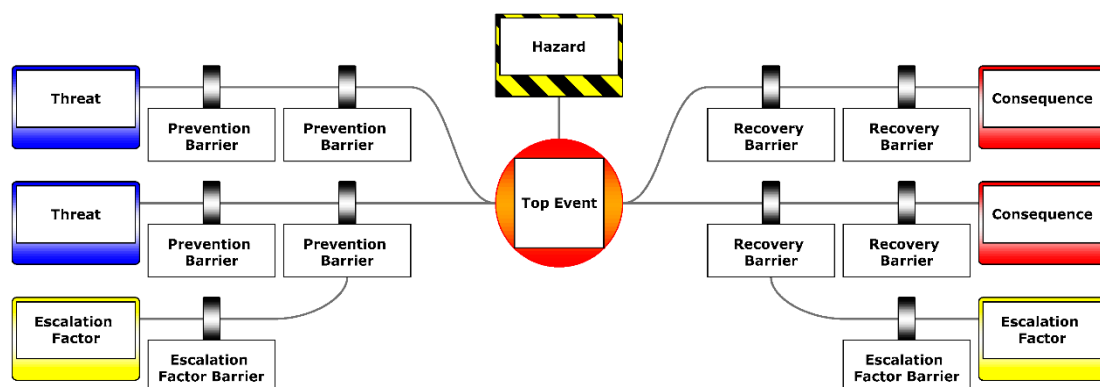 Hazard
Threat
Prevention
Barrier
Prevention
Barrier
Recovery
Barrier
Recovery
Barrier
Consequence
Top Event
Threat
Prevention
Barrier
Prevention
Barrier
Recovery
Barrier
Recovery
Barrier
Consequence
Escalation
Factor
Escalation
Factor Barrier
Escalation
Factor Barrier
Escalation
Factor